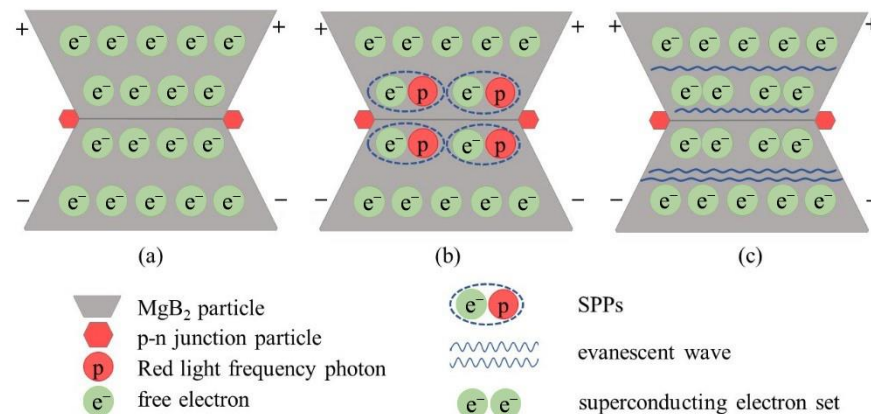 + e⁻ e⁻ e⁻ e⁻ e⁻ + e⁻ e⁻ e⁻ e⁻ e⁻ + e⁻ e⁻ e⁻ e⁻ e⁻ +
e⁻ e⁻ e⁻ e⁻ e⁻ p e⁻ p e⁻ e⁻ e⁻ e⁻
e⁻ e⁻ e⁻ e⁻ e⁻ p e⁻ p e⁻ e⁻ e⁻ e⁻
− e⁻ e⁻ e⁻ e⁻ e⁻ − e⁻ e⁻ e⁻ e⁻ e⁻ − e⁻ e⁻ e⁻ e⁻ e⁻ −
(a) (b) (c)
MgB₂ particle
p-n junction particle
p Red light frequency photon
e⁻ free electron
e⁻ p SPPs
evanescent wave
e⁻ e⁻ superconducting electron set